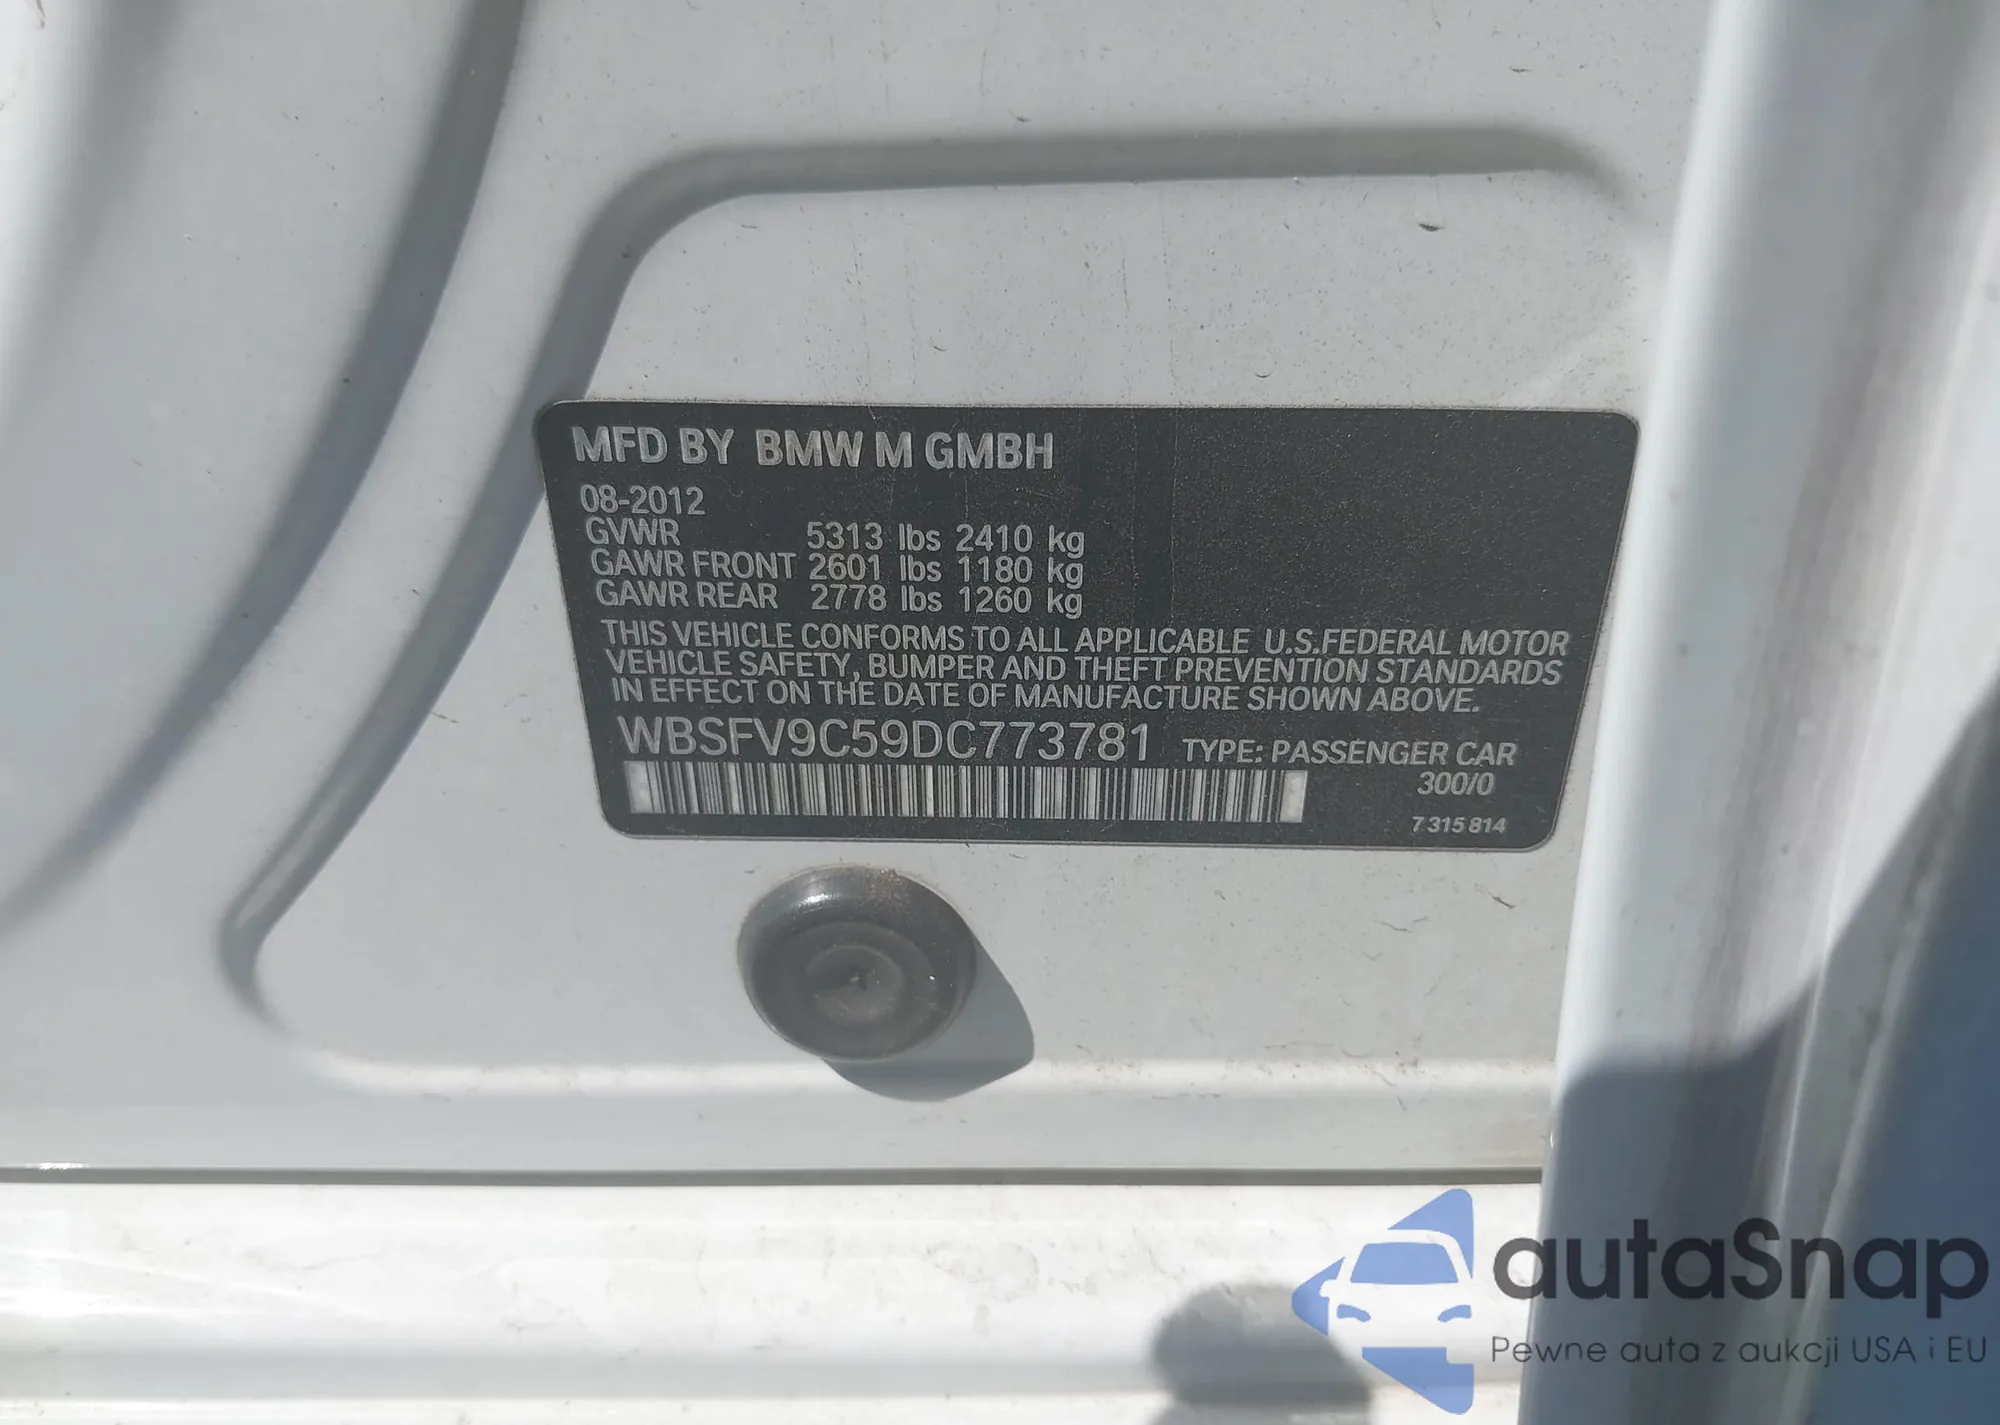 MFD BY BMW M GMBH
08-2012
GVWR 5313 lbs 2410 kg
GAWR FRONT 2601 lbs 1180 kg
GAWR REAR 2778 lbs 1260 kg
THIS VEHICLE CONFORMS TO ALL APPLICABLE U.S.FEDERAL MOTOR
VEHICLE SAFETY, BUMPER AND THEFT PREVENTION STANDARDS
IN EFFECT ON THE DATE OF MANUFACTURE SHOWN ABOVE.
WBSFV9C59DC773781 TYPE: PASSENGER CAR
300/0
7 315 814
autaSnap
Pewne auta z aukcji USA i EU